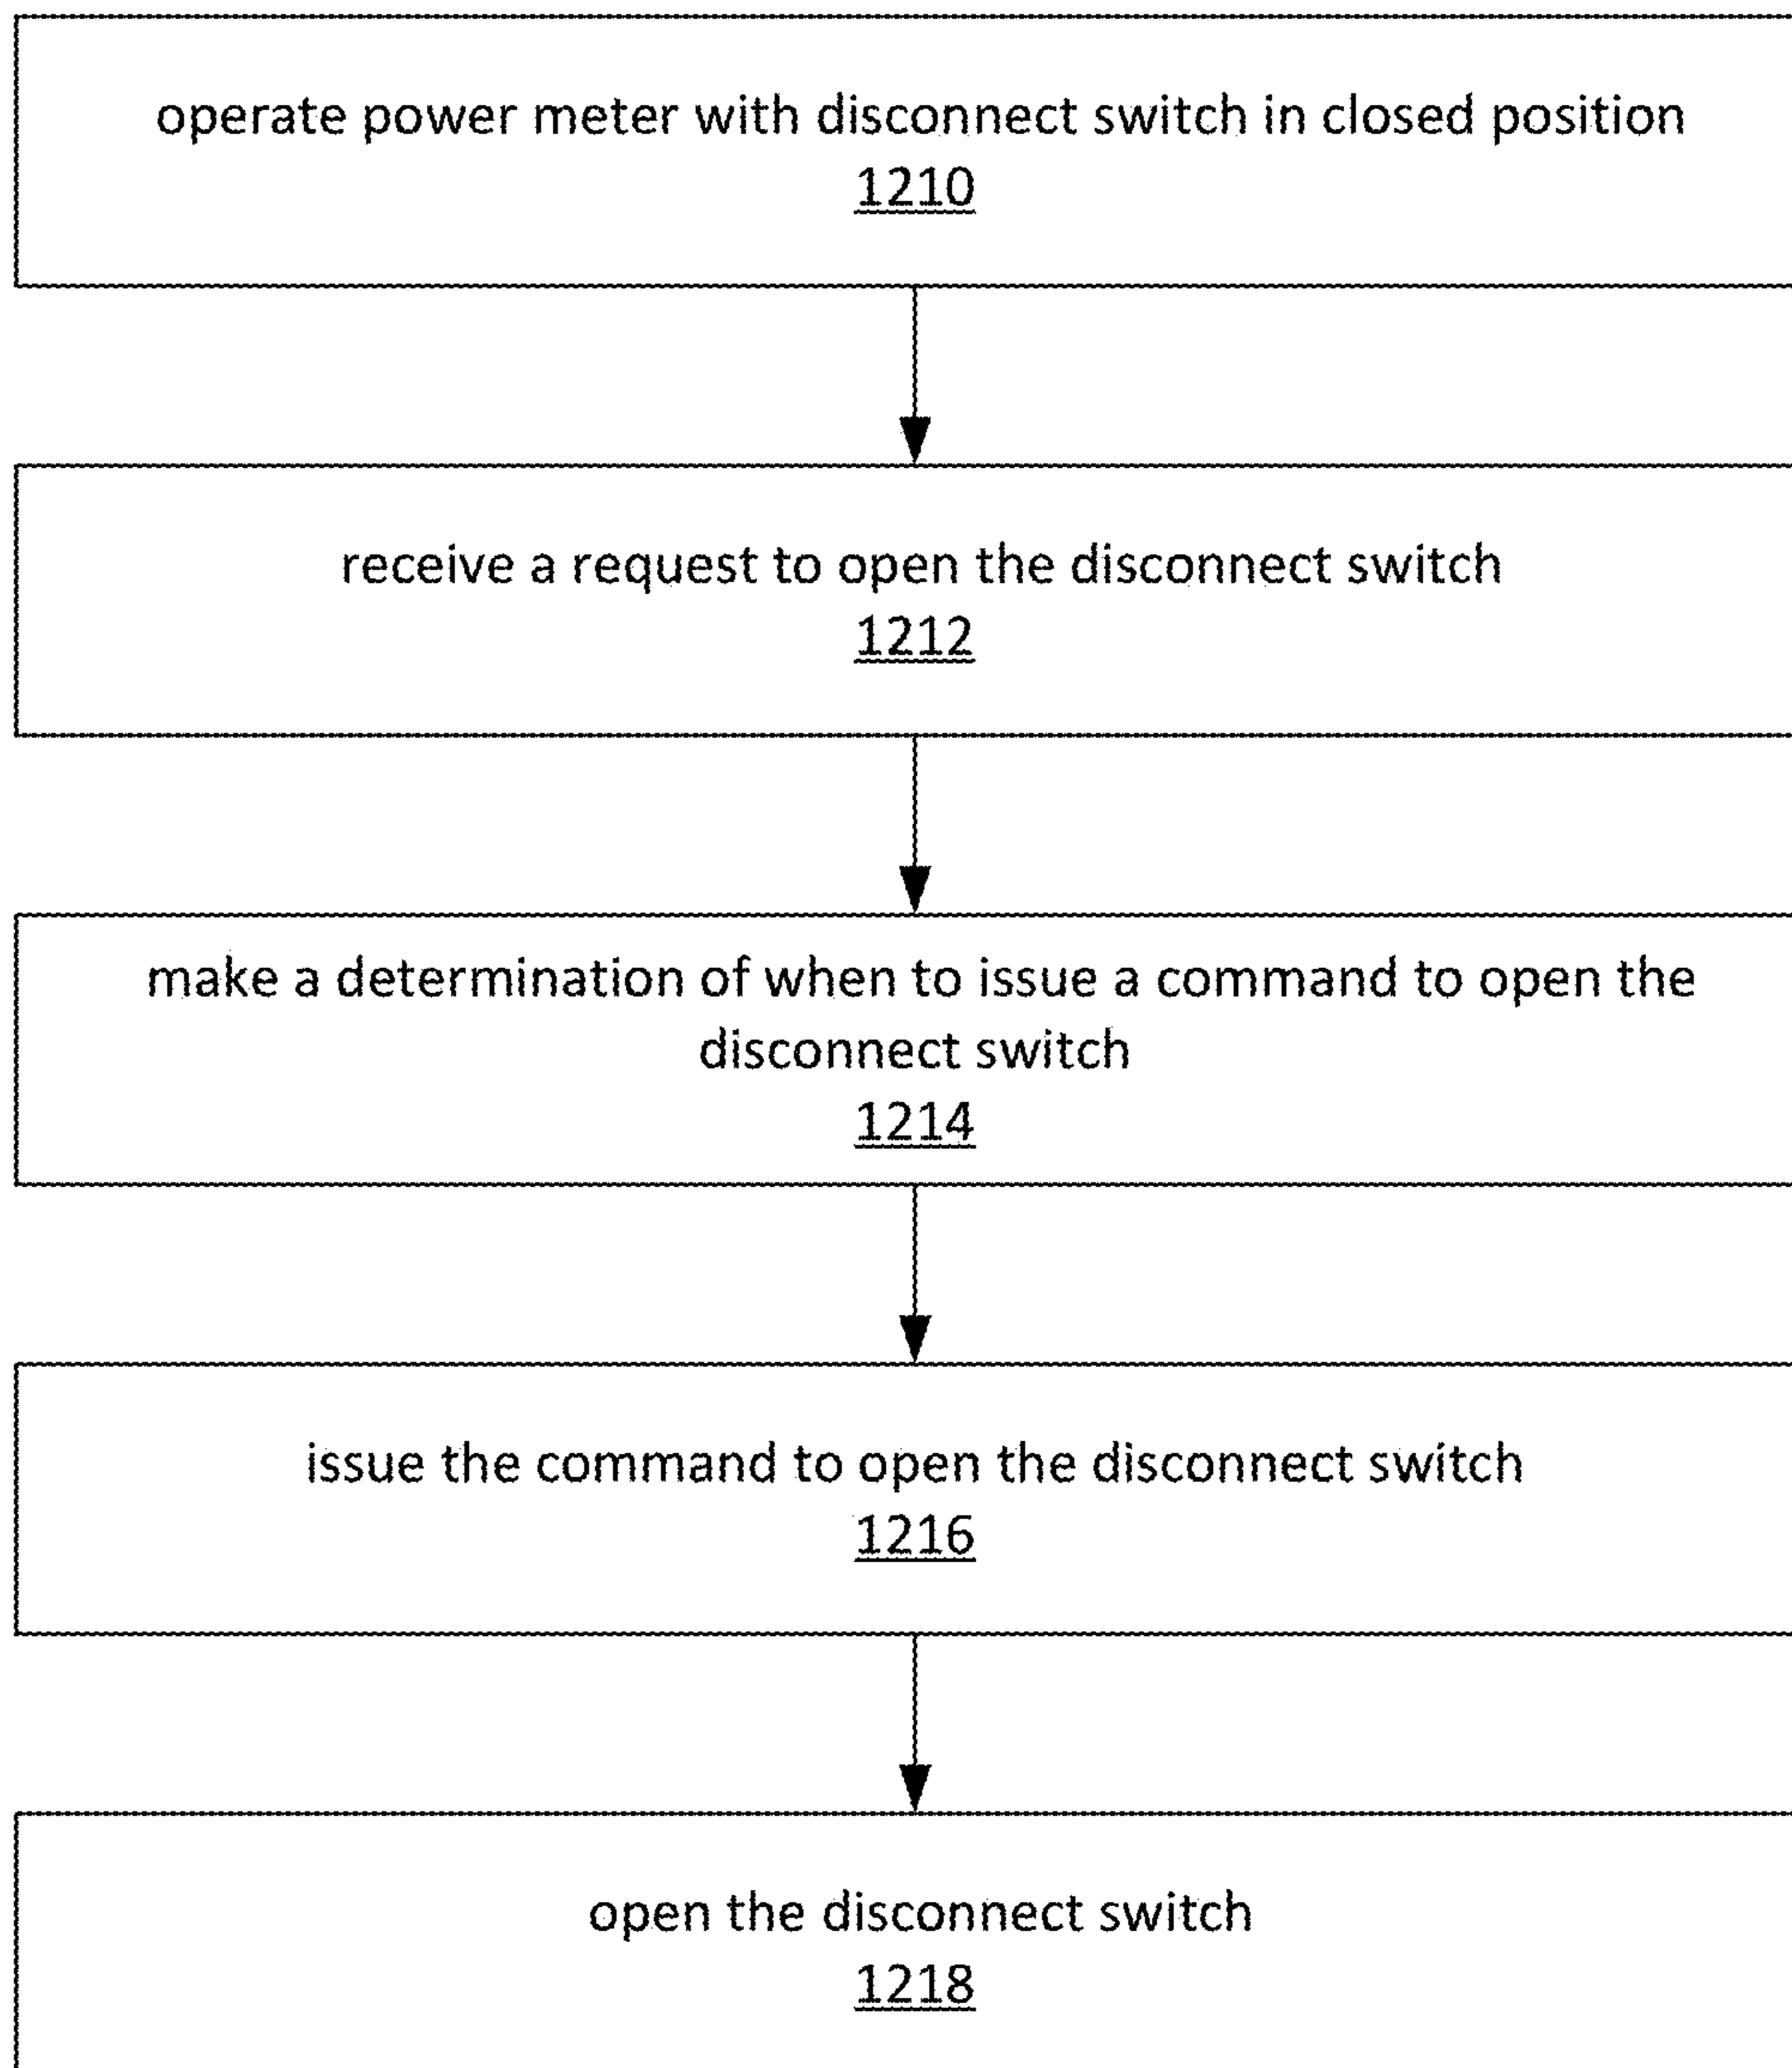 operate power meter with disconnect switch in closed position
1210
receive a request to open the disconnect switch
1212
make a determination of when to issue a command to open the
disconnect switch
1214
issue the command to open the disconnect switch
1216
open the disconnect switch
1218